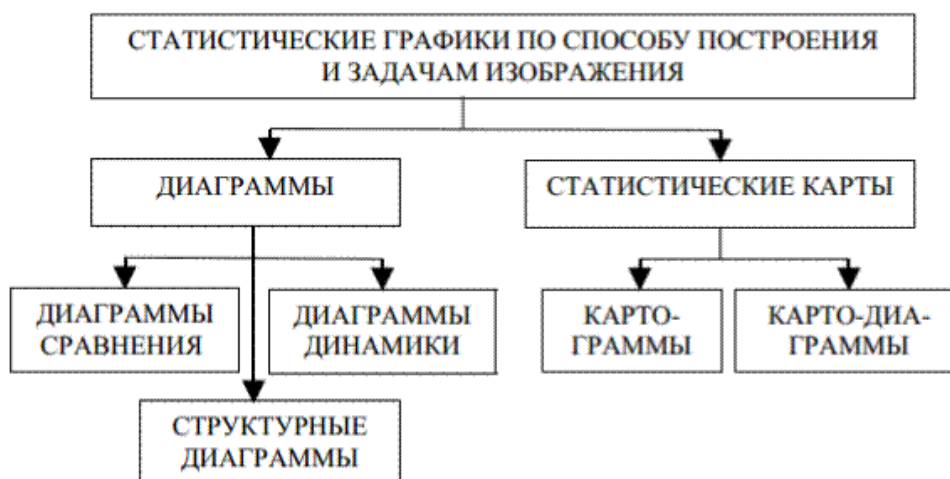 СТАТИСТИЧЕСКИЕ ГРАФИКИ ПО СПОСОБУ ПОСТРОЕНИЯ
И ЗАДАЧАМ ИЗОБРАЖЕНИЯ
ДИАГРАММЫ
СТАТИСТИЧЕСКИЕ КАРТЫ
ДИАГРАММЫ
СРАВНЕНИЯ
ДИАГРАММЫ
ДИНАМИКИ
КАРТО-
ГРАММЫ
КАРТО-ДИА-
ГРАММЫ
СТРУКТУРНЫЕ
ДИАГРАММЫ